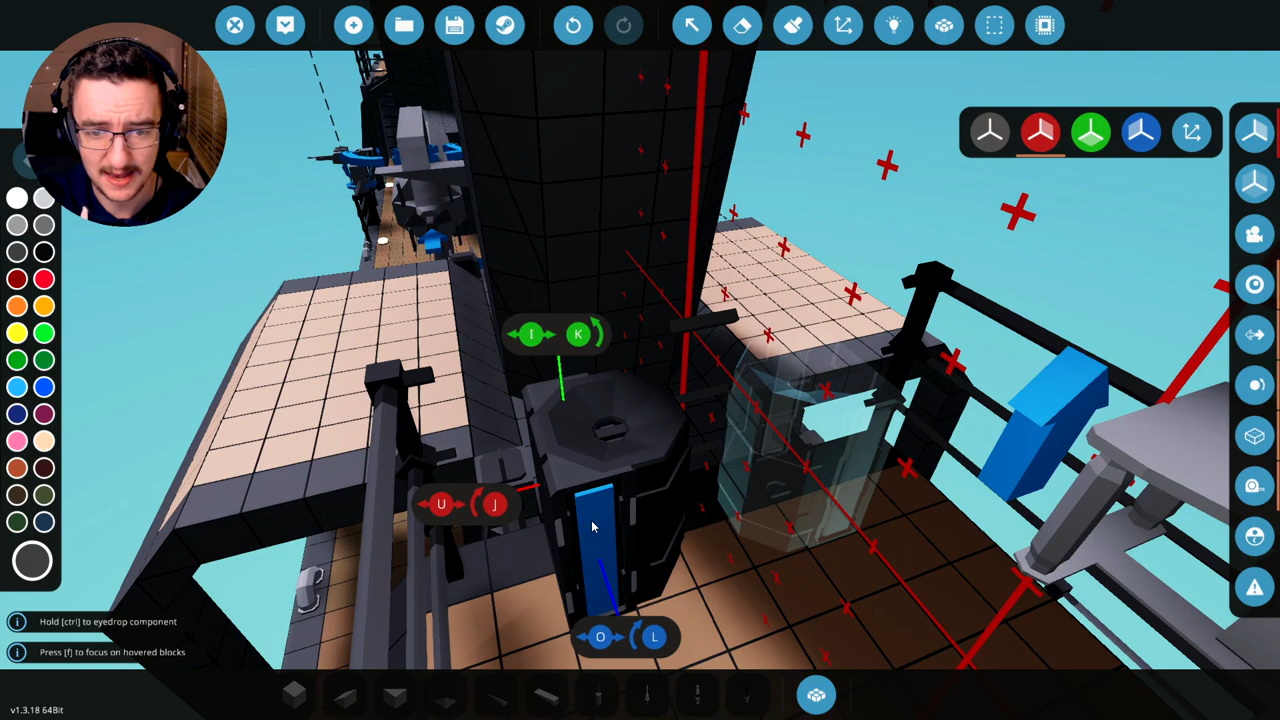 I K
U J
O L
Hold [ctrl] to eyedrop component
Press [f] to focus on hovered blocks
v1.3.18 64Bit